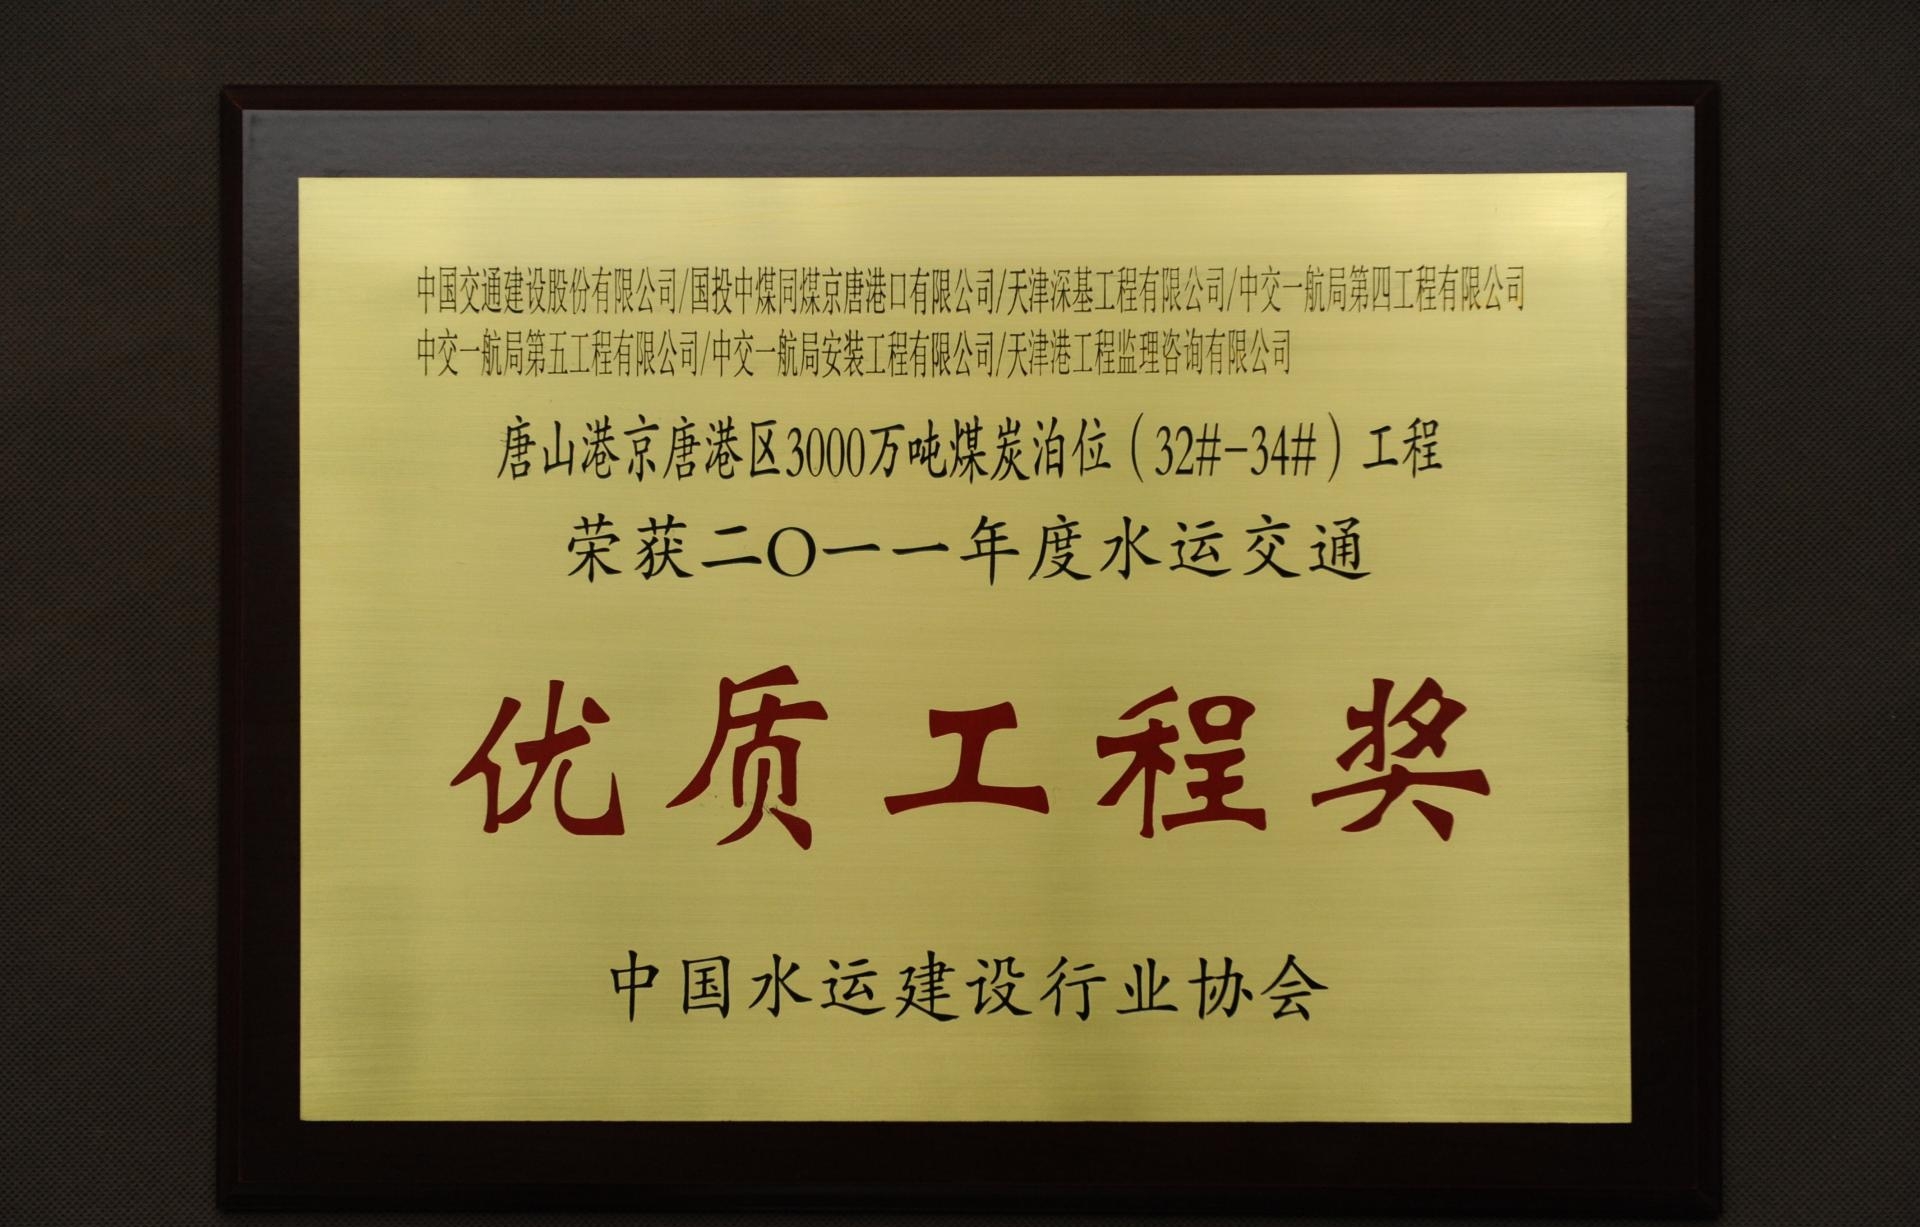 中国交通建设股份有限公司/国投中煤同煤京唐港口有限公司/天津深基工程有限公司/中交一航局第四工程有限公司
中交一航局第五工程有限公司/中交一航局安装工程有限公司/天津港工程监理咨询有限公司
唐山港京唐港区3000万吨煤炭泊位(32#-34#)工程
荣获二〇一一年度水运交通
优质工程奖
中国水运建设行业协会